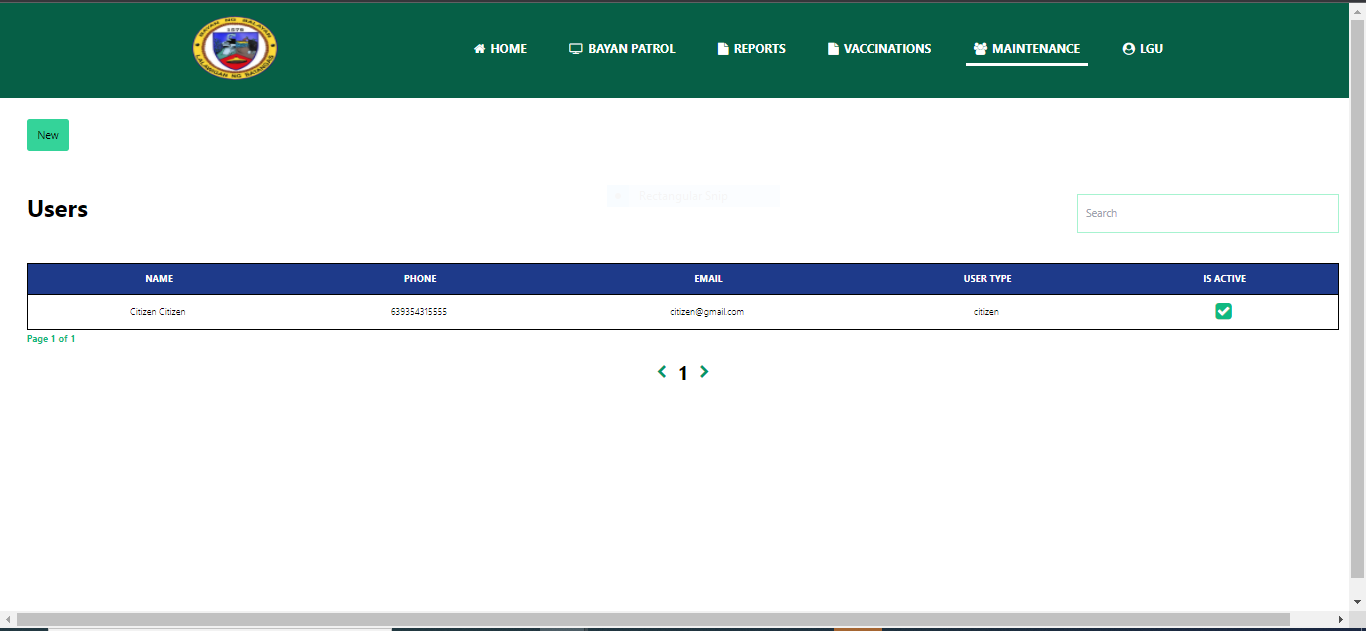 BAYAN NG BALAYAN
1578
LALAWIGAN NG BATANGAS
HOME
BAYAN PATROL
REPORTS
VACCINATIONS
MAINTENANCE
LGU
New
Rectangular Snip
Users
Search
NAME PHONE EMAIL USER TYPE IS ACTIVE
Citizen Citizen 639354315555 citizen@gmail.com citizen
Page 1 of 1
1